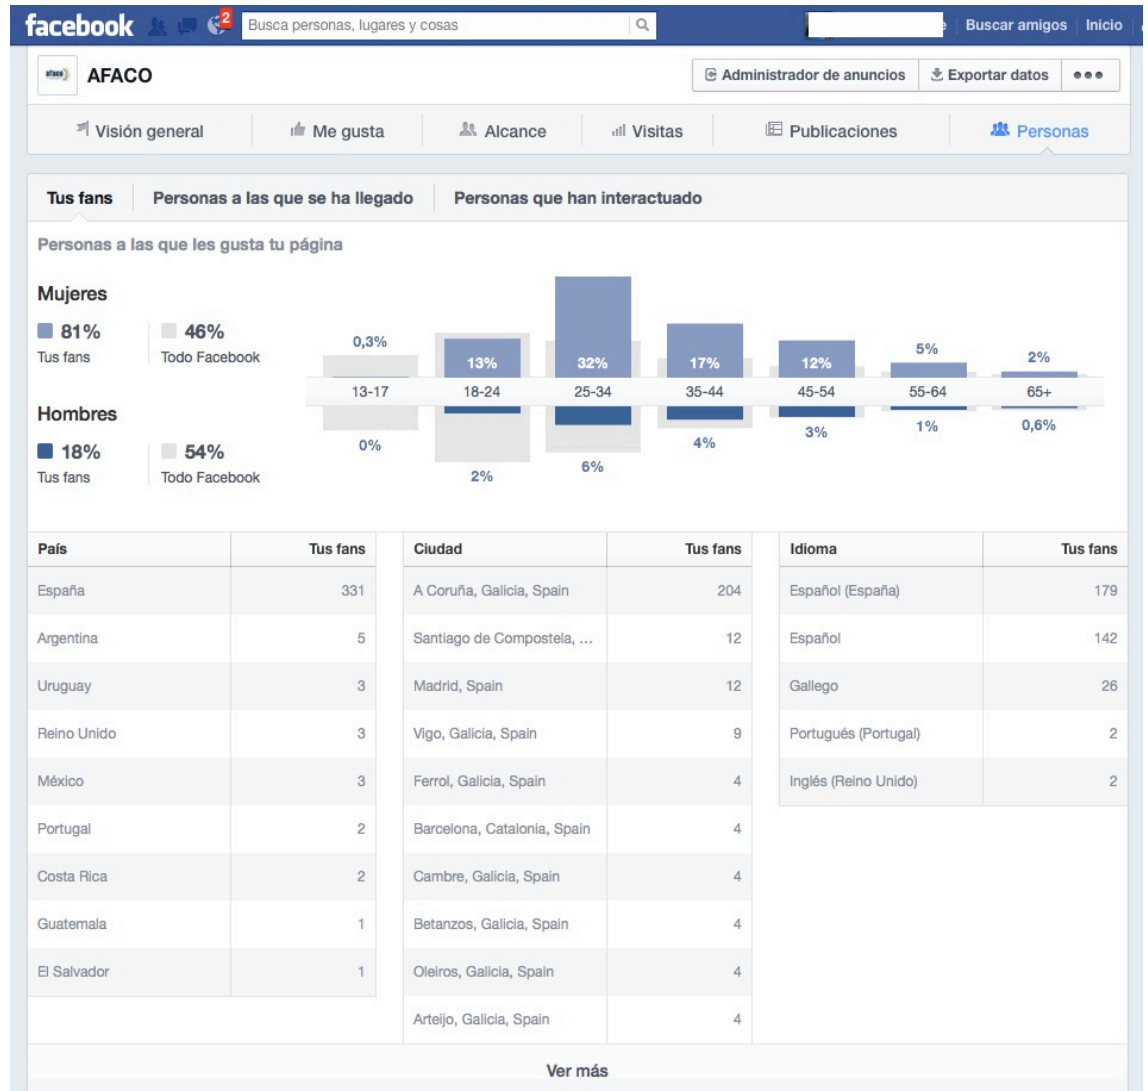 facebook 2 Busca personas, lugares y cosas Buscar amigos Inicio
afaco AFACO Administrador de anuncios Exportar datos
Visión general Me gusta Alcance Visitas Publicaciones Personas
Tus fans Personas a las que se ha llegado Personas que han interactuado
Personas a las que les gusta tu página
Mujeres
81% 46%
Tus fans Todo Facebook
0,3% 13% 32% 17% 12% 5% 2%
13-17 18-24 25-34 35-44 45-54 55-64 65+
Hombres
18% 54%
Tus fans Todo Facebook
0% 2% 6% 4% 3% 1% 0,6%
País Tus fans Ciudad Tus fans Idioma Tus fans
España 331 A Coruña, Galicia, Spain 204 Español (España) 179
Argentina 5 Santiago de Compostela, ... 12 Español 142
Uruguay 3 Madrid, Spain 12 Gallego 26
Reino Unido 3 Vigo, Galicia, Spain 9 Portugués (Portugal) 2
México 3 Ferrol, Galicia, Spain 4 Inglés (Reino Unido) 2
Portugal 2 Barcelona, Catalonia, Spain 4
Costa Rica 2 Cambre, Galicia, Spain 4
Guatemala 1 Betanzos, Galicia, Spain 4
El Salvador 1 Oleiros, Galicia, Spain 4
Arteijo, Galicia, Spain 4
Ver más